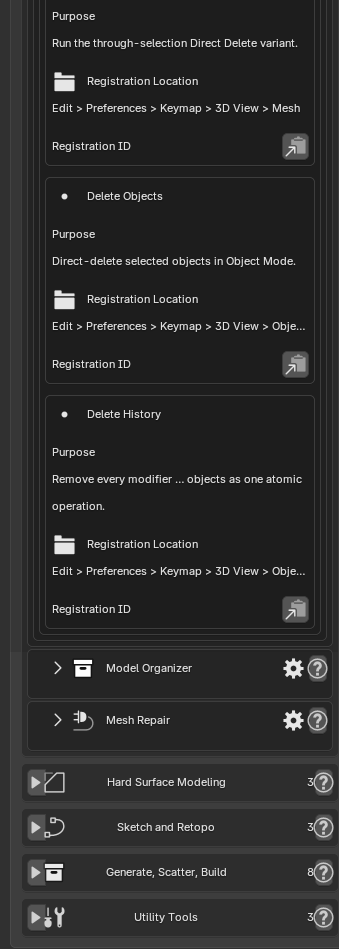 Purpose
Run the through-selection Direct Delete variant.
Registration Location
Edit > Preferences > Keymap > 3D View > Mesh
Registration ID
Delete Objects
Purpose
Direct-delete selected objects in Object Mode.
Registration Location
Edit > Preferences > Keymap > 3D View > Obje...
Registration ID
Delete History
Purpose
Remove every modifier ... objects as one atomic
operation.
Registration Location
Edit > Preferences > Keymap > 3D View > Obje...
Registration ID
Model Organizer
Mesh Repair
Hard Surface Modeling 3
Sketch and Retopo 3
Generate, Scatter, Build 8
Utility Tools 3